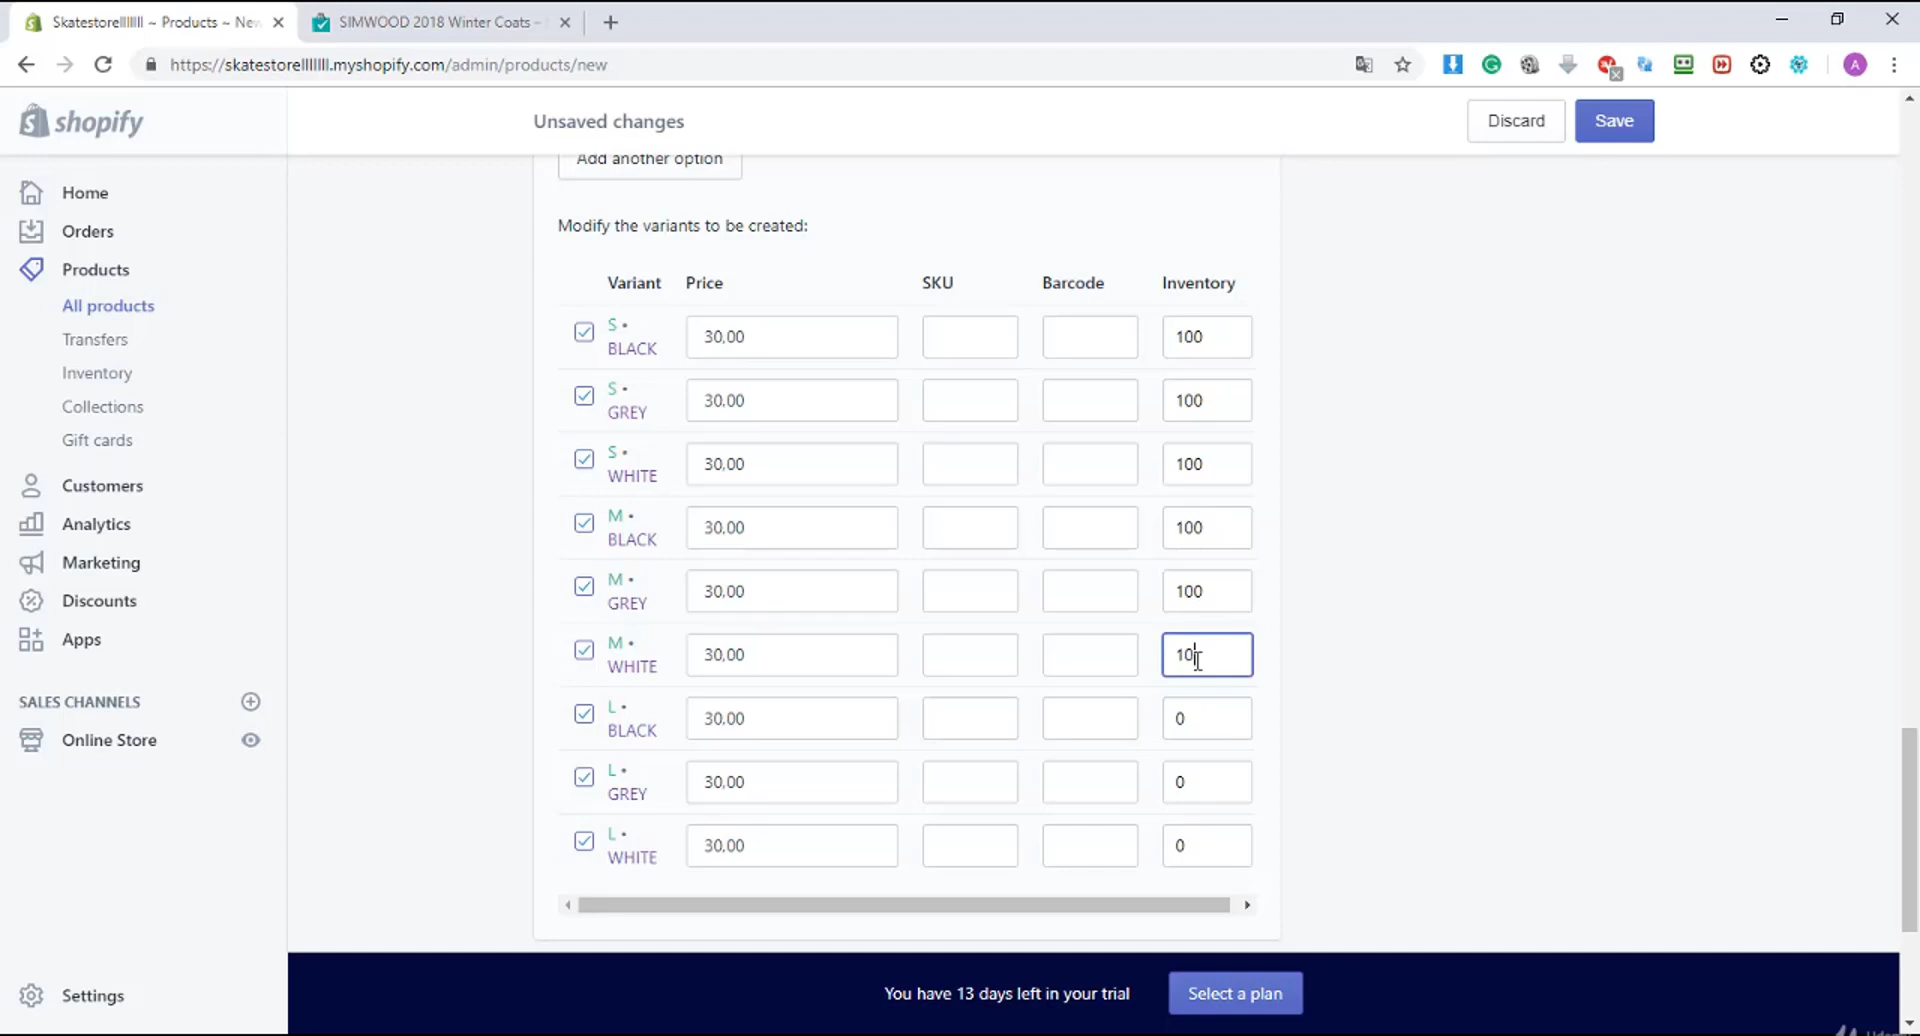 Skatestorellllllll ~ Products ~ New
SIMWOOD 2018 Winter Coats -
https://skatestorellllllll.myshopify.com/admin/products/new
A
shopify
Unsaved changes
Discard
Save
Home
Orders
Products
All products
Transfers
Inventory
Collections
Gift cards
Customers
Analytics
Marketing
Discounts
Apps
SALES CHANNELS
Online Store
Settings
Add another option
Modify the variants to be created:
Variant Price SKU Barcode Inventory
S •
BLACK 30,00 100
S •
GREY 30,00 100
S •
WHITE 30,00 100
M •
BLACK 30,00 100
M •
GREY 30,00 100
M •
WHITE 30,00 10
L •
BLACK 30,00 0
L •
GREY 30,00 0
L •
WHITE 30,00 0
You have 13 days left in your trial
Select a plan